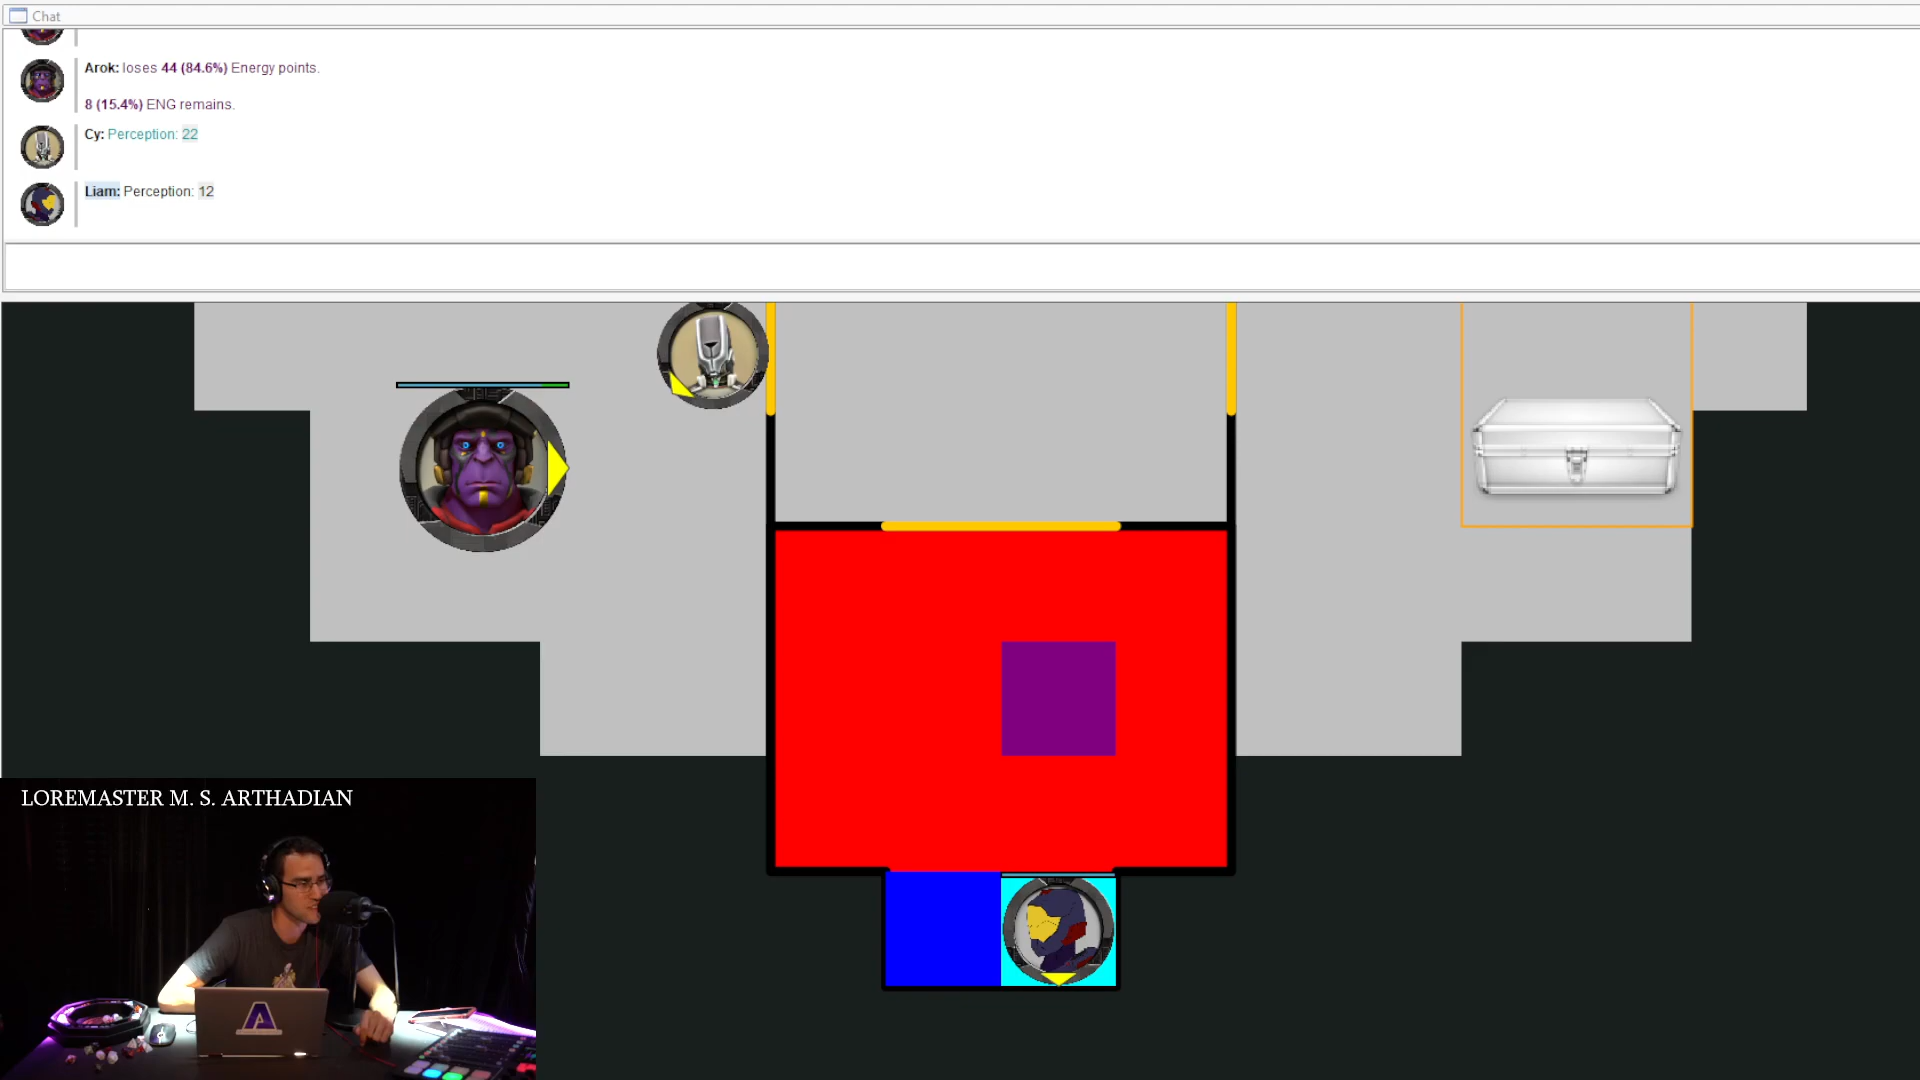 Chat
Arok: loses 44 (84.6%) Energy points.
8 (15.4%) ENG remains.
Cy: Perception: 22
Liam: Perception: 12
LOREMASTER M. S. ARTHADIAN
A